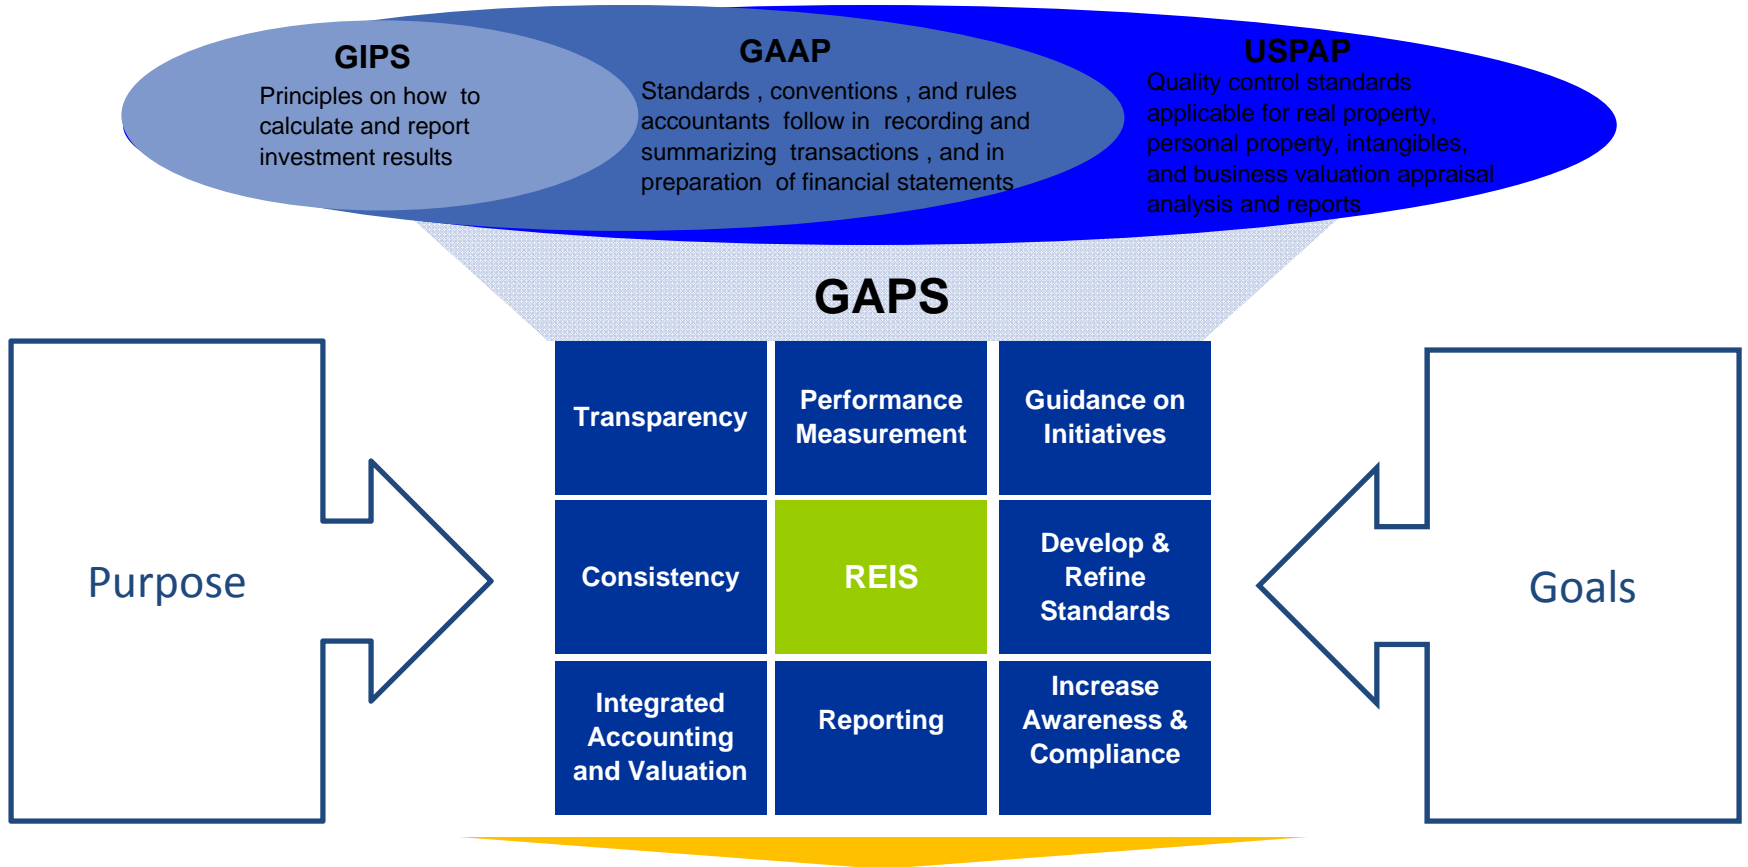 GIPS
Principles on how to
calculate and report
investment results
GAAP
Standards , conventions , and rules
accountants follow in recording and
summarizing transactions , and in
preparation of financial statements
USPAP
Quality control standards
applicable for real property,
personal property, intangibles,
and business valuation appraisal
analysis and reports
GAPS
Purpose
Transparency
Performance
Measurement
Guidance on
Initiatives
Consistency
REIS
Develop &
Refine
Standards
Integrated
Accounting
and Valuation
Reporting
Increase
Awareness &
Compliance
Goals